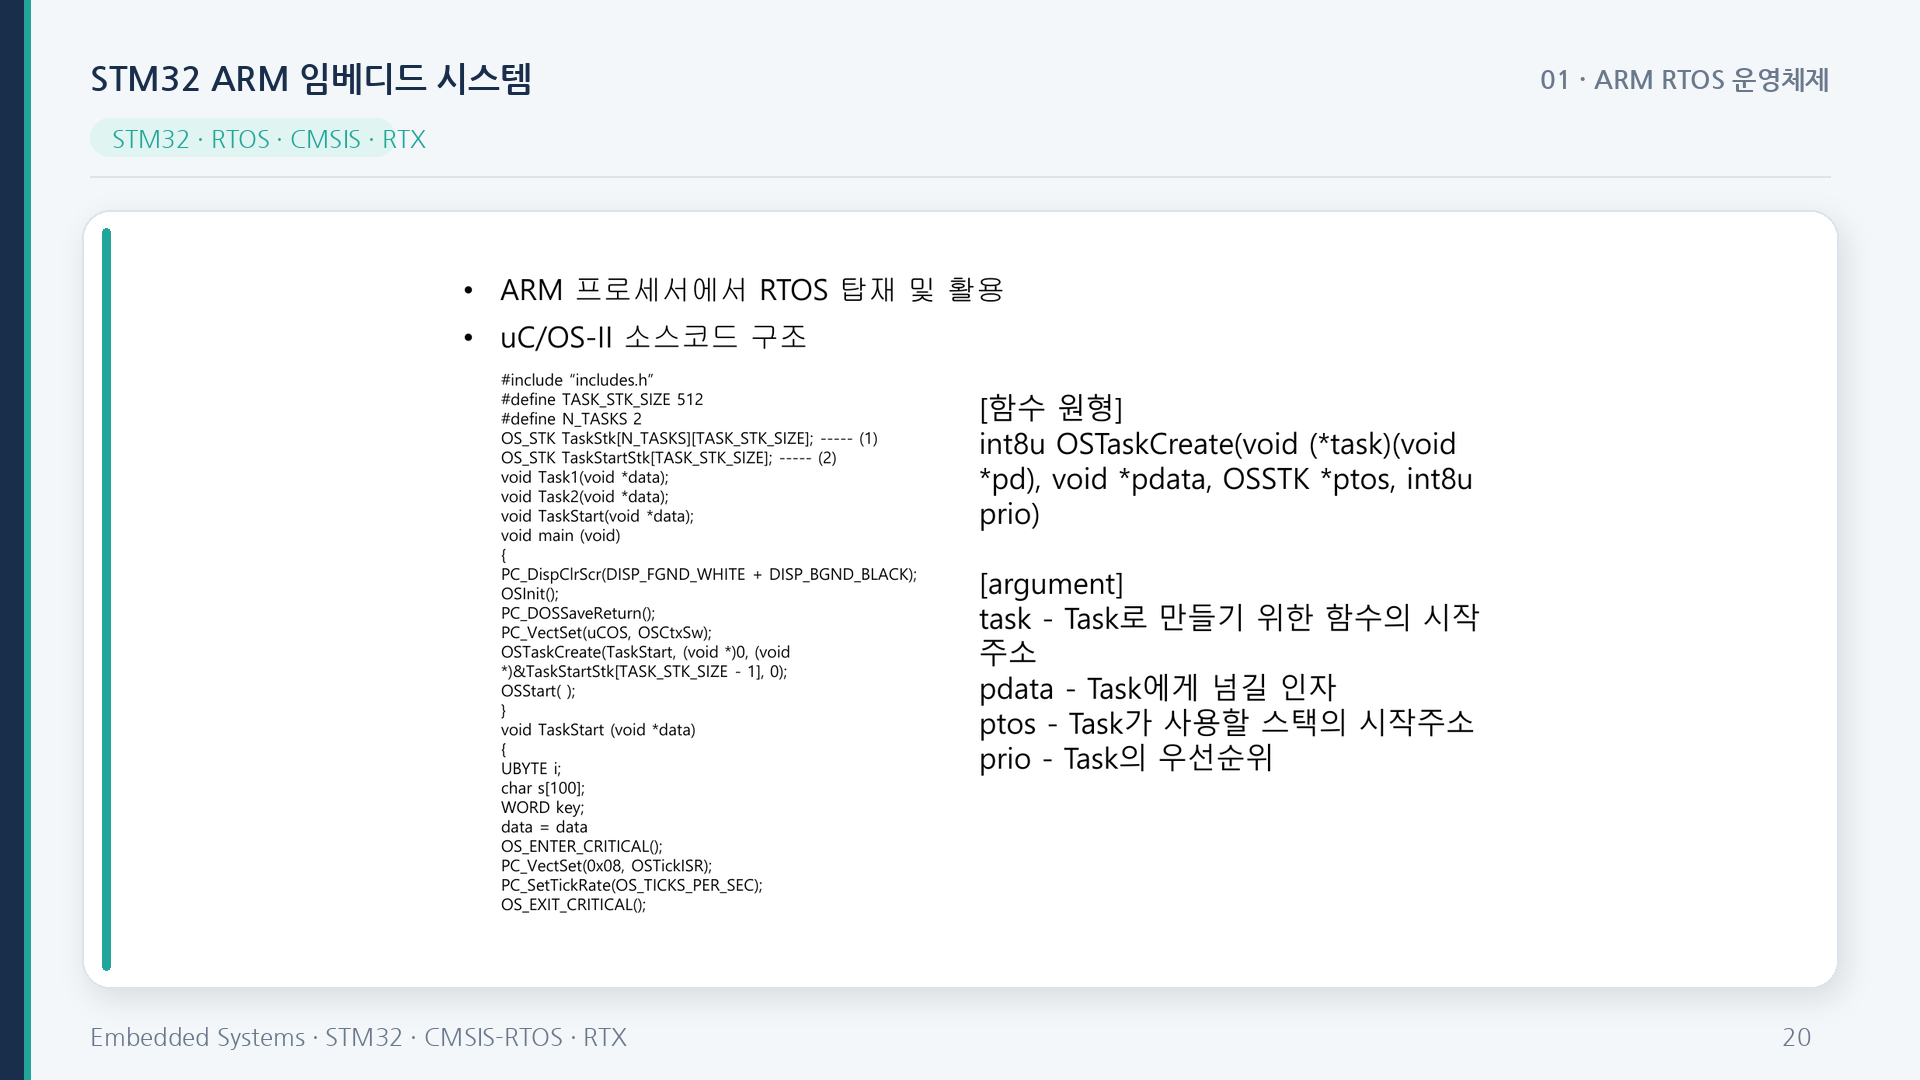 STM32 ARM 임베디드 시스템
01 · ARM RTOS 운영체제
STM32 · RTOS · CMSIS · RTX
• ARM 프로세서에서 RTOS 탑재 및 활용
• uC/OS-II 소스코드 구조
#include “includes.h”
#define TASK_STK_SIZE 512
#define N_TASKS 2
OS_STK TaskStk[N_TASKS][TASK_STK_SIZE]; ----- (1)
OS_STK TaskStartStk[TASK_STK_SIZE]; ----- (2)
void Task1(void *data);
void Task2(void *data);
void TaskStart(void *data);
void main (void)
{
PC_DispClrScr(DISP_FGND_WHITE + DISP_BGND_BLACK);
OSInit();
PC_DOSSaveReturn();
PC_VectSet(uCOS, OSCtxSw);
OSTaskCreate(TaskStart, (void *)0, (void
*)&TaskStartStk[TASK_STK_SIZE - 1], 0);
OSStart( );
}
void TaskStart (void *data)
{
UBYTE i;
char s[100];
WORD key;
data = data
OS_ENTER_CRITICAL();
PC_VectSet(0x08, OSTickISR);
PC_SetTickRate(OS_TICKS_PER_SEC);
OS_EXIT_CRITICAL();
[함수 원형]
int8u OSTaskCreate(void (*task)(void
*pd), void *pdata, OSSTK *ptos, int8u
prio)
[argument]
task - Task로 만들기 위한 함수의 시작
주소
pdata - Task에게 넘길 인자
ptos - Task가 사용할 스택의 시작주소
prio - Task의 우선순위
Embedded Systems · STM32 · CMSIS-RTOS · RTX
20